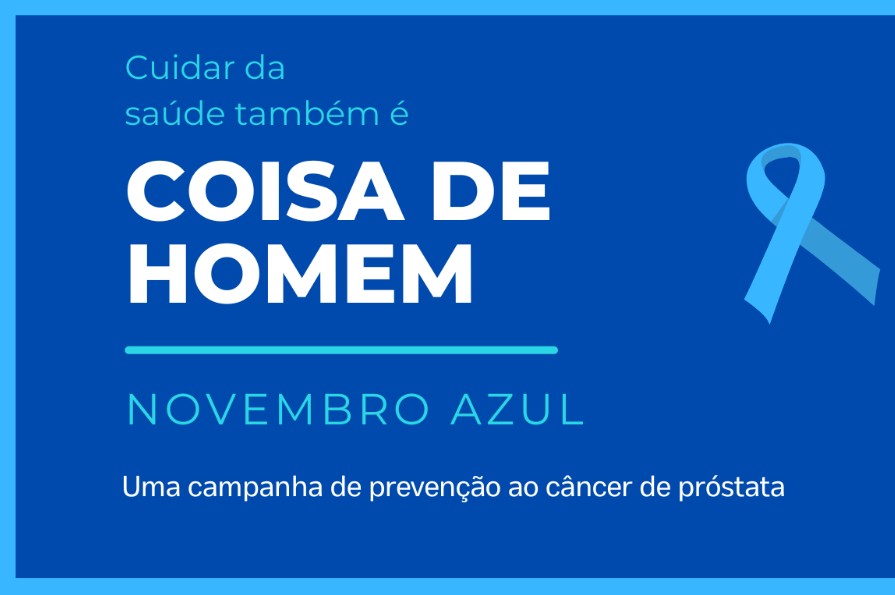 Cuidar da
saúde também é
COISA DE
HOMEM
NOVEMBRO AZUL
Uma campanha de prevenção ao câncer de próstata